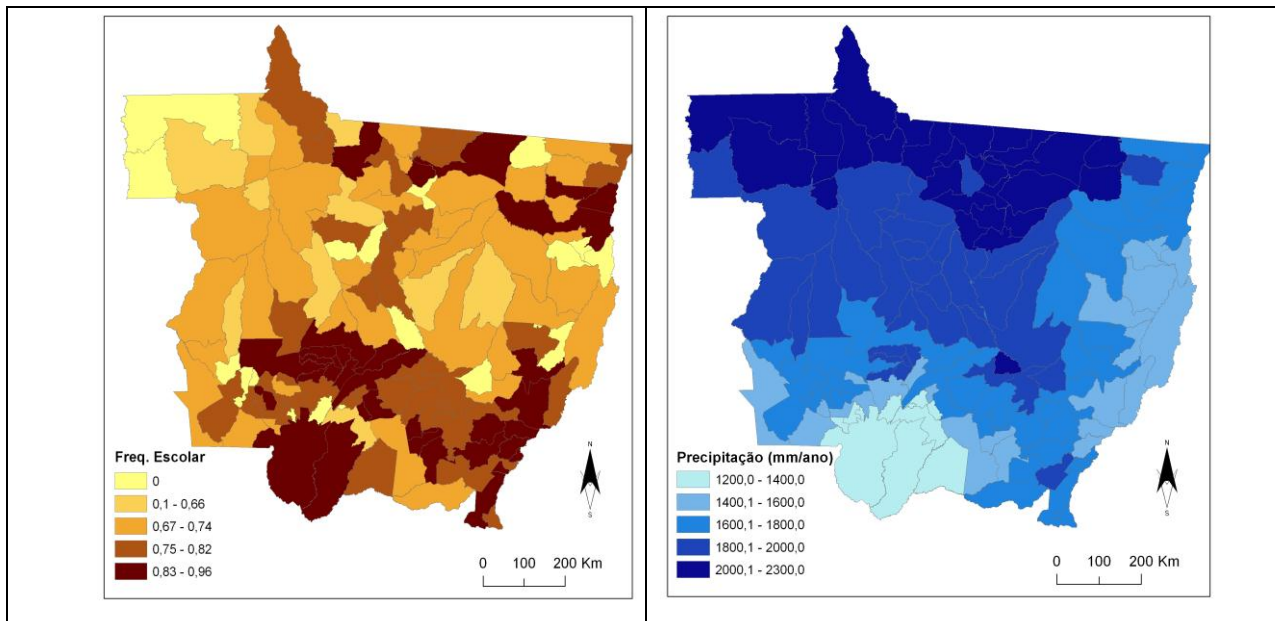 Freq. Escolar
0
0,1 - 0,66
0,67 - 0,74
0,75 - 0,82
0,83 - 0,96
N
S
0 100 200 Km
Precipitação (mm/ano)
1200,0 - 1400,0
1400,1 - 1600,0
1600,1 - 1800,0
1800,1 - 2000,0
2000,1 - 2300,0
N
S
0 100 200 Km